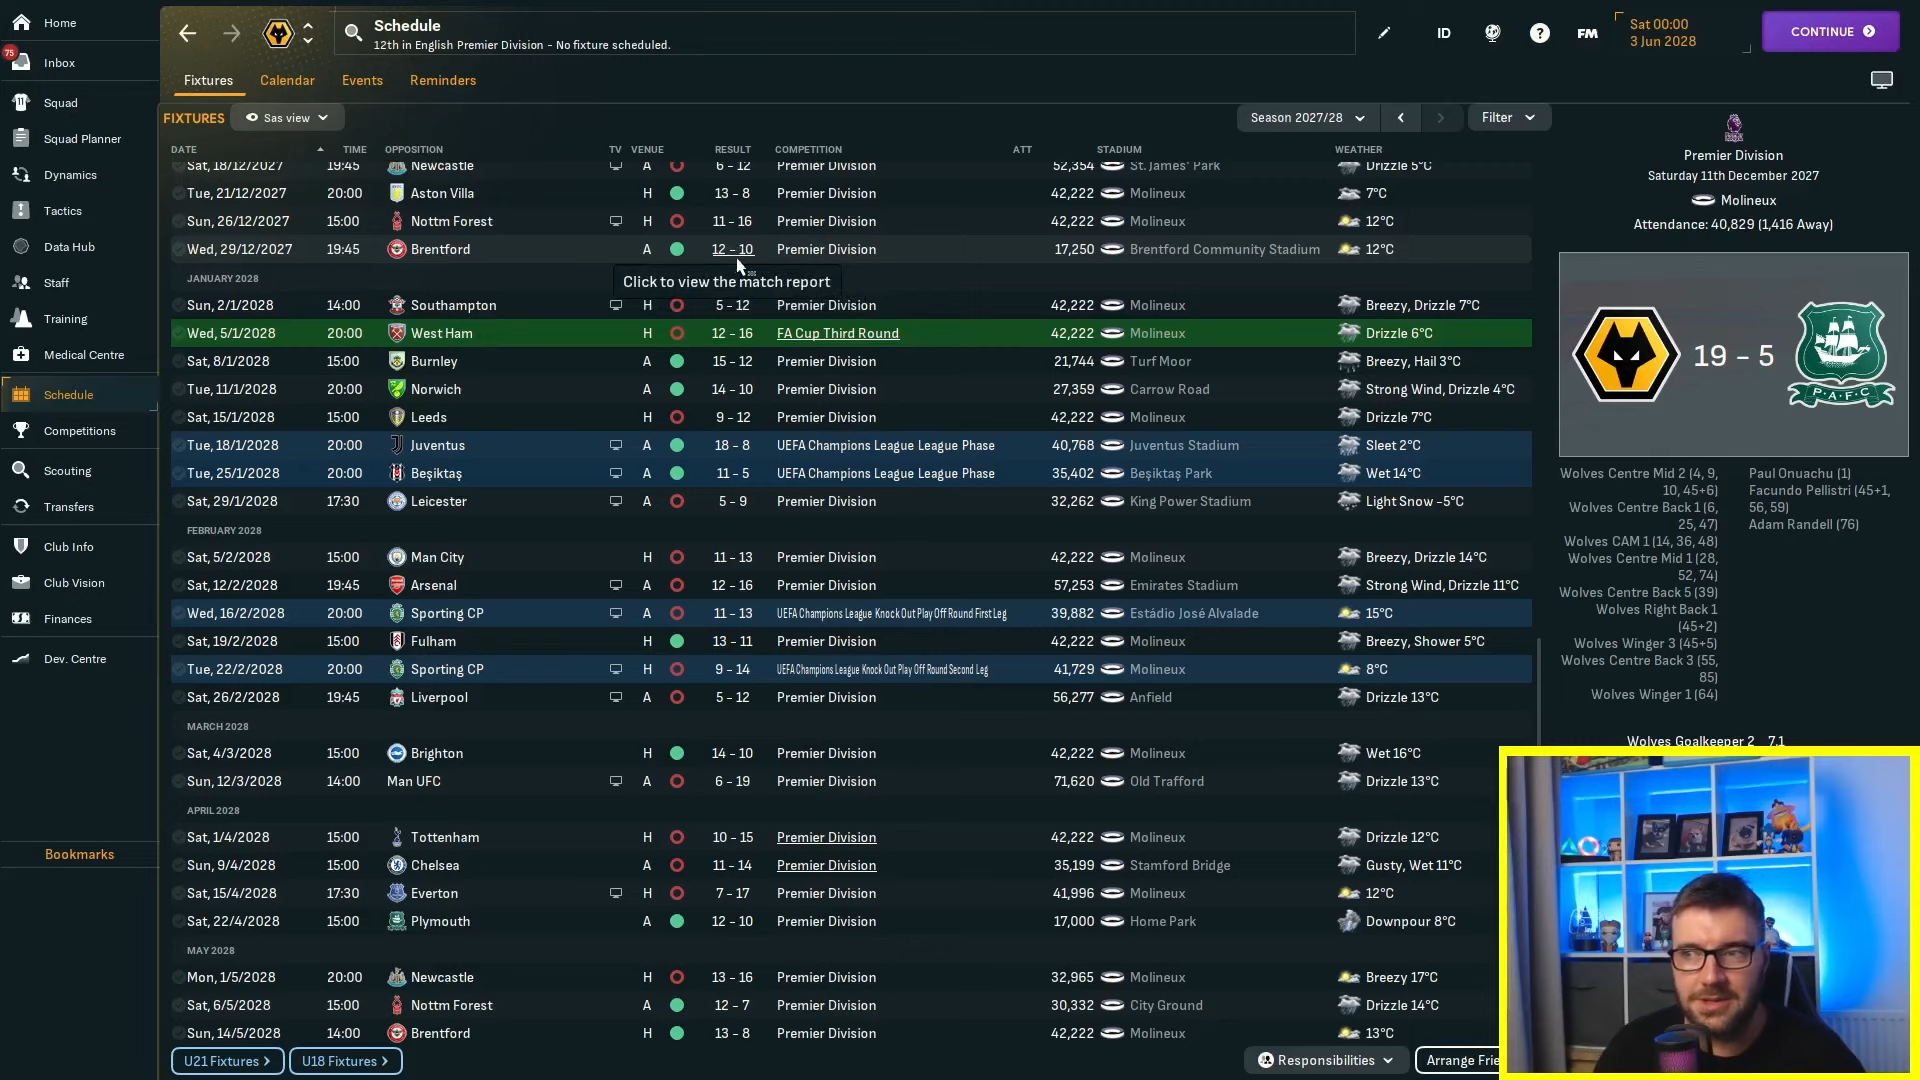 Home
75
Inbox
Squad
Squad Planner
Dynamics
Tactics
Data Hub
Staff
Training
Medical Centre
Schedule
Competitions
Scouting
Transfers
Club Info
Club Vision
Finances
Dev. Centre
Bookmarks
Schedule
12th in English Premier Division - No fixture scheduled.
ID
FM
Sat 00:00
3 Jun 2028
CONTINUE
Fixtures Calendar Events Reminders
FIXTURES Sas view Season 2027/28 Filter
DATE TIME OPPOSITION TV VENUE RESULT COMPETITION ATT STADIUM WEATHER
Sat, 18/12/2027 19:45 Newcastle A 6 - 12 Premier Division 52,354 St. James' Park Drizzle 5°C
Tue, 21/12/2027 20:00 Aston Villa H 13 - 8 Premier Division 42,222 Molineux 7°C
Sun, 26/12/2027 15:00 Nottm Forest H 11 - 16 Premier Division 42,222 Molineux 12°C
Wed, 29/12/2027 19:45 Brentford A 12 - 10 Premier Division 17,250 Brentford Community Stadium 12°C
JANUARY 2028
Click to view the match report
Sun, 2/1/2028 14:00 Southampton H 5 - 12 Premier Division 42,222 Molineux Breezy, Drizzle 7°C
Wed, 5/1/2028 20:00 West Ham H 12 - 16 FA Cup Third Round 42,222 Molineux Drizzle 6°C
Sat, 8/1/2028 15:00 Burnley A 15 - 12 Premier Division 21,744 Turf Moor Breezy, Hail 3°C
Tue, 11/1/2028 20:00 Norwich A 14 - 10 Premier Division 27,359 Carrow Road Strong Wind, Drizzle 4°C
Sat, 15/1/2028 15:00 Leeds H 9 - 12 Premier Division 42,222 Molineux Drizzle 7°C
Tue, 18/1/2028 20:00 Juventus A 18 - 8 UEFA Champions League League Phase 40,768 Juventus Stadium Sleet 2°C
Tue, 25/1/2028 20:00 Beşiktaş A 11 - 5 UEFA Champions League League Phase 35,402 Beşiktaş Park Wet 14°C
Sat, 29/1/2028 17:30 Leicester A 5 - 9 Premier Division 32,262 King Power Stadium Light Snow -5°C
FEBRUARY 2028
Sat, 5/2/2028 15:00 Man City H 11 - 13 Premier Division 42,222 Molineux Breezy, Drizzle 14°C
Sat, 12/2/2028 19:45 Arsenal A 12 - 16 Premier Division 57,253 Emirates Stadium Strong Wind, Drizzle 11°C
Wed, 16/2/2028 20:00 Sporting CP A 11 - 13 UEFA Champions League Knock Out Play Off Round First Leg 39,882 Estádio José Alvalade 15°C
Sat, 19/2/2028 15:00 Fulham H 13 - 11 Premier Division 42,222 Molineux Breezy, Shower 5°C
Tue, 22/2/2028 20:00 Sporting CP H 9 - 14 UEFA Champions League Knock Out Play Off Round Second Leg 41,729 Molineux 8°C
Sat, 26/2/2028 19:45 Liverpool A 5 - 12 Premier Division 56,277 Anfield Drizzle 13°C
MARCH 2028
Sat, 4/3/2028 15:00 Brighton H 14 - 10 Premier Division 42,222 Molineux Wet 16°C
Sun, 12/3/2028 14:00 Man UFC A 6 - 19 Premier Division 71,620 Old Trafford Drizzle 13°C
APRIL 2028
Sat, 1/4/2028 15:00 Tottenham H 10 - 15 Premier Division 42,222 Molineux Drizzle 12°C
Sun, 9/4/2028 15:00 Chelsea A 11 - 14 Premier Division 35,199 Stamford Bridge Gusty, Wet 11°C
Sat, 15/4/2028 17:30 Everton H 7 - 17 Premier Division 41,996 Molineux 12°C
Sat, 22/4/2028 15:00 Plymouth A 12 - 10 Premier Division 17,000 Home Park Downpour 8°C
MAY 2028
Mon, 1/5/2028 20:00 Newcastle H 13 - 16 Premier Division 32,965 Molineux Breezy 17°C
Sat, 6/5/2028 15:00 Nottm Forest A 12 - 7 Premier Division 30,332 City Ground Drizzle 14°C
Sun, 14/5/2028 14:00 Brentford H 13 - 8 Premier Division 42,222 Molineux 13°C
U21 Fixtures > U18 Fixtures > Responsibilities Arrange Frie
Premier Division
Saturday 11th December 2027
Molineux
Attendance: 40,829 (1,416 Away)
19 - 5
P.A.F.C
Wolves Centre Mid 2 (4, 9,
10, 45+6)
Wolves Centre Back 1 (6,
25, 47)
Wolves CAM 1 (14, 36, 48)
Wolves Centre Mid 1 (28,
52, 74)
Wolves Centre Back 5 (39)
Wolves Right Back 1
(45+2)
Wolves Winger 3 (45+5)
Wolves Centre Back 3 (55,
85)
Wolves Winger 1 (64)
Paul Onuachu (1)
Facundo Pellistri (45+1,
56, 59)
Adam Randell (76)
Wolves Goalkeeper 2 7.1